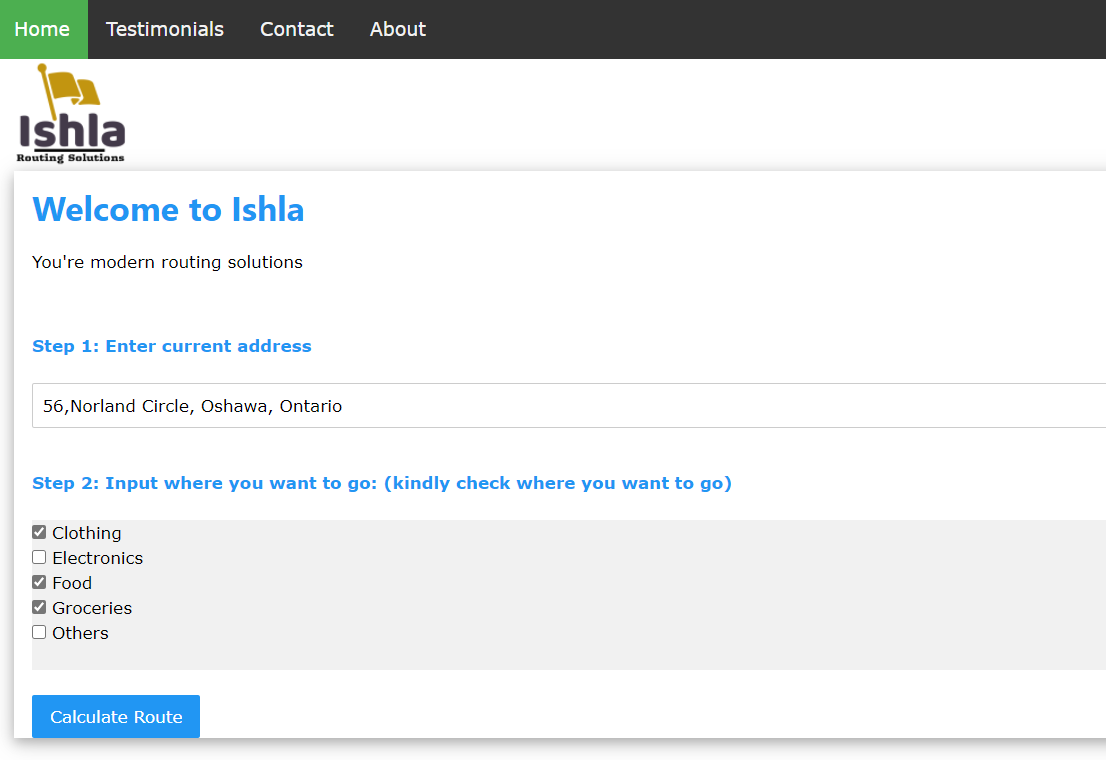 Home Testimonials Contact About
Ishla
Routing Solutions
Welcome to Ishla
You're modern routing solutions
Step 1: Enter current address
56,Norland Circle, Oshawa, Ontario
Step 2: Input where you want to go: (kindly check where you want to go)
Clothing
Electronics
Food
Groceries
Others
Calculate Route